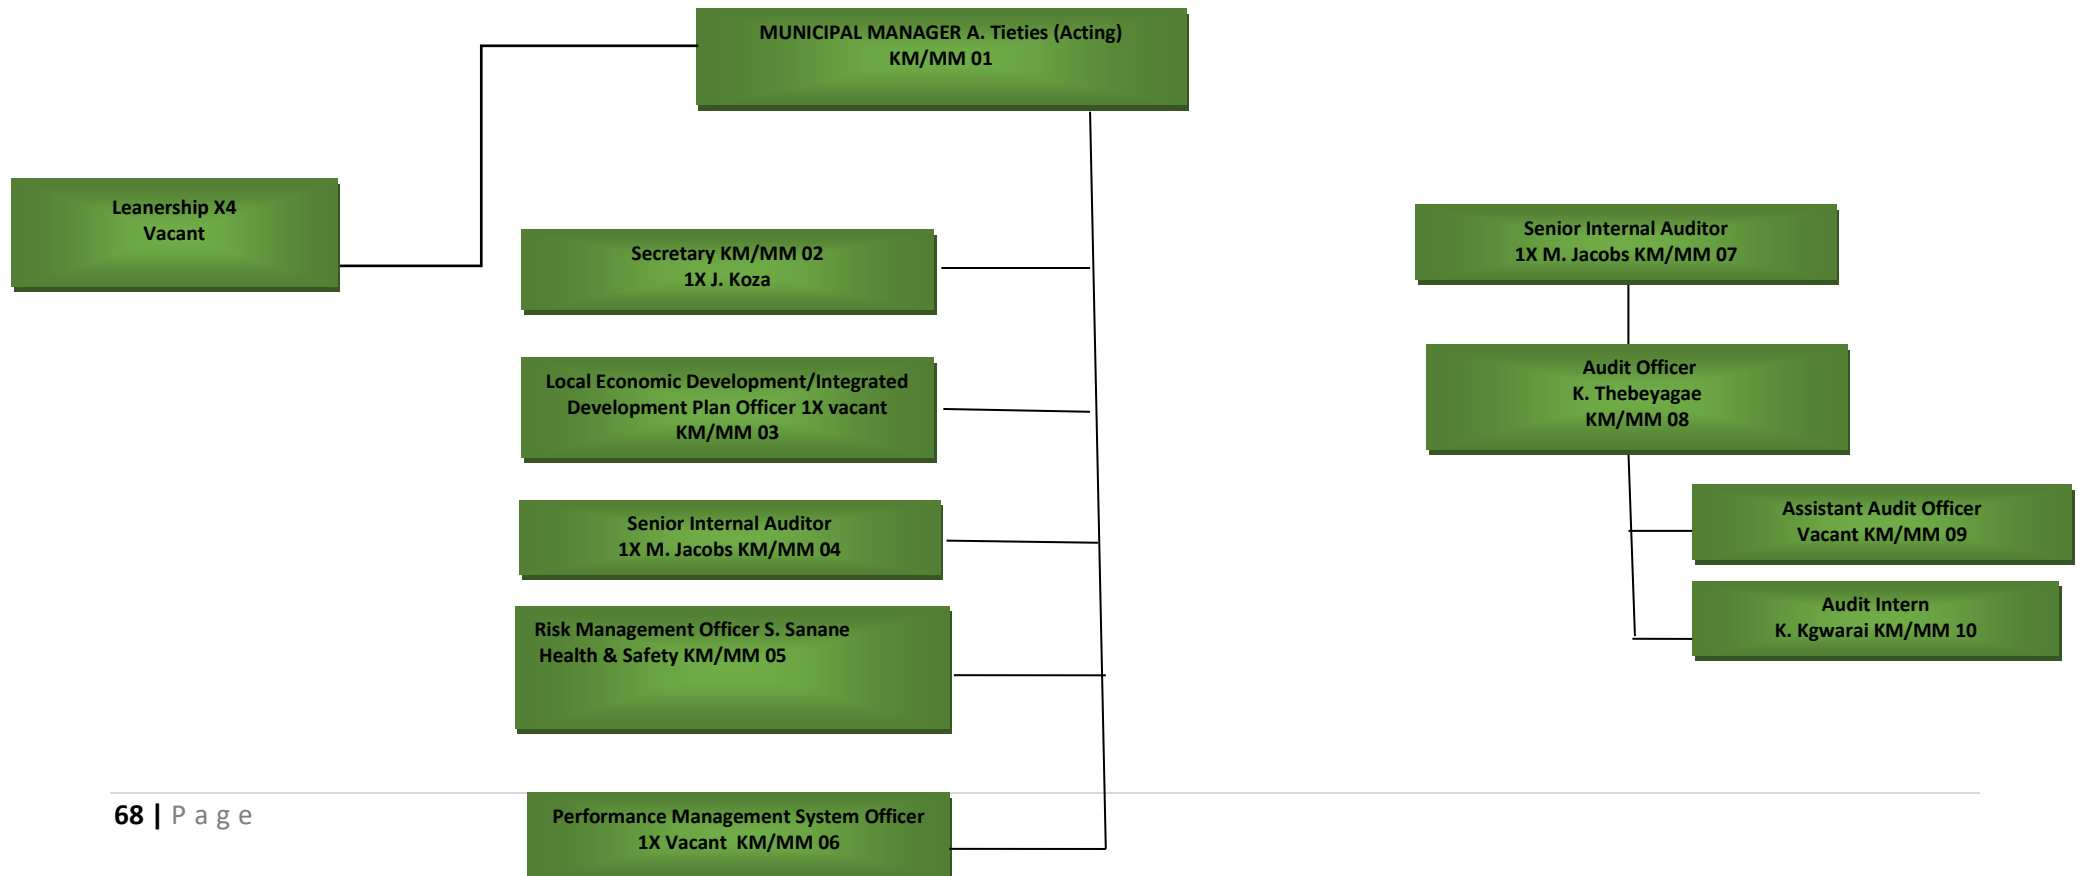 MUNICIPAL MANAGER A. Tieties (Acting)
KM/MM 01
Leanership X4
Vacant
Secretary KM/MM 02
1X J. Koza
Local Economic Development/Integrated
Development Plan Officer 1X vacant
KM/MM 03
Senior Internal Auditor
1X M. Jacobs KM/MM 04
Risk Management Officer S. Sanane
Health & Safety KM/MM 05
Performance Management System Officer
1X Vacant KM/MM 06
Senior Internal Auditor
1X M. Jacobs KM/MM 07
Audit Officer
K. Thebeyagae
KM/MM 08
Assistant Audit Officer
Vacant KM/MM 09
Audit Intern
K. Kgwarai KM/MM 10
68 | P a g e